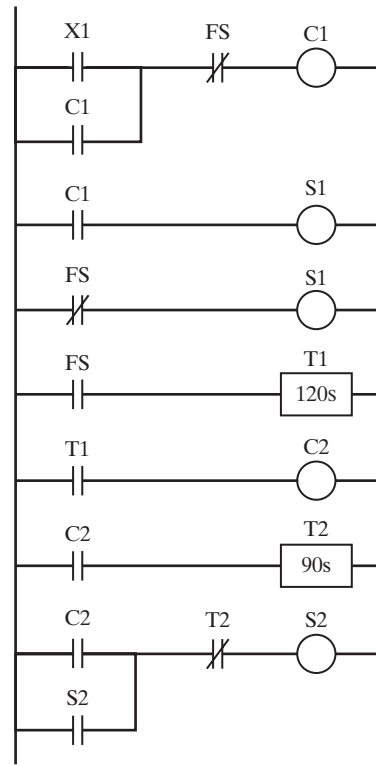 X1 FS C1
C1
C1 S1
FS S1
FS T1
120s
T1 C2
C2 T2
90s
C2 T2 S2
S2